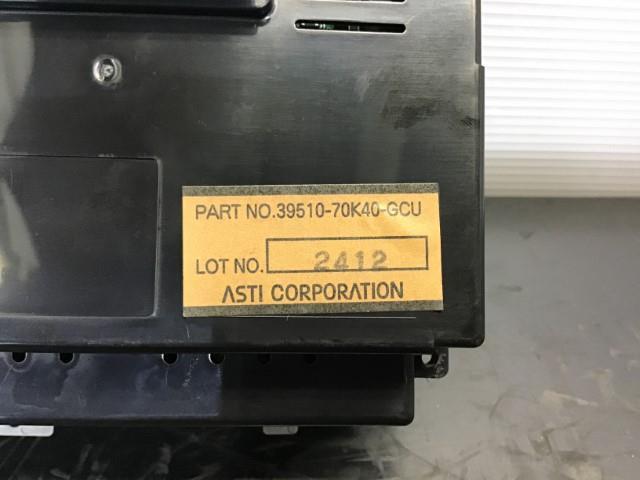 PART NO.39510-70K40-GCU
LOT NO. 2412
ASTI CORPORATION